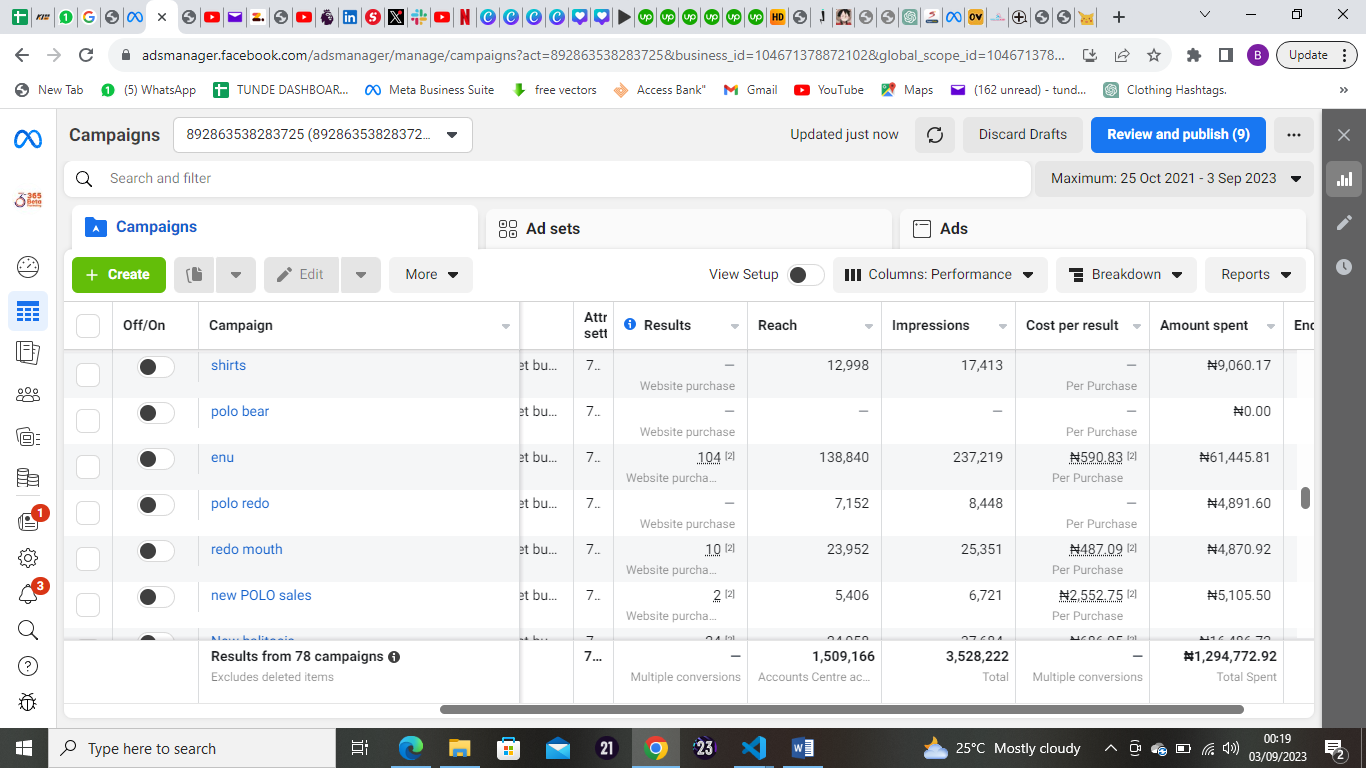 adsmanager.facebook.com/adsmanager/manage/campaigns?act=892863538283725&business_id=104671378872102&global_scope_id=104671378...
B
Update
New Tab
(5) WhatsApp
TUNDE DASHBOAR...
Meta Business Suite
free vectors
Access Bank"
Gmail
YouTube
Maps
(162 unread) - tund...
Clothing Hashtags.
»
Campaigns
892863538283725 (89286353828372...
Updated just now
Discard Drafts
Review and publish (9)
Search and filter
Maximum: 25 Oct 2021 - 3 Sep 2023
365
Beta
Campaigns
Ad sets
Ads
+ Create
Edit
More
View Setup
Columns: Performance
Breakdown
Reports
Off/On
Campaign
Attr
sett
Results
Reach
Impressions
Cost per result
Amount spent
End
shirts
et bu...
7..
—
Website purchase
12,998
17,413
—
Per Purchase
₦9,060.17
polo bear
et bu...
7..
—
Website purchase
—
—
—
Per Purchase
₦0.00
enu
et bu...
7..
104 [2]
Website purcha...
138,840
237,219
₦590.83 [2]
Per Purchase
₦61,445.81
polo redo
et bu...
7..
—
Website purchase
7,152
8,448
—
Per Purchase
₦4,891.60
redo mouth
et bu...
7..
10 [2]
Website purcha...
23,952
25,351
₦487.09 [2]
Per Purchase
₦4,870.92
new POLO sales
et bu...
7..
2 [2]
Website purcha...
5,406
6,721
₦2,552.75 [2]
Per Purchase
₦5,105.50
Results from 78 campaigns
Excludes deleted items
7...
—
Multiple conversions
1,509,166
Accounts Centre ac...
3,528,222
Total
—
Multiple conversions
₦1,294,772.92
Total Spent
1
3
Type here to search
21
23
25°C Mostly cloudy
00:19
03/09/2023
2